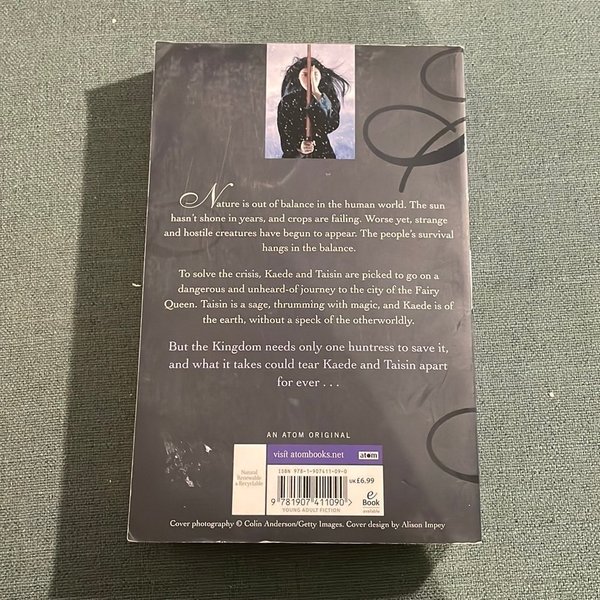 Nature is out of balance in the human world. The sun
hasn't shone in years, and crops are failing. Worse yet, strange
and hostile creatures have begun to appear. The people's survival
hangs in the balance.
To solve the crisis, Kaede and Taisin are picked to go on a
dangerous and unheard-of journey to the city of the Fairy
Queen. Taisin is a sage, thrumming with magic, and Kaede is of
the earth, without a speck of the otherworldly.
But the Kingdom needs only one huntress to save it,
and what it takes could tear Kaede and Taisin apart
for ever . . .
AN ATOM ORIGINAL
visit atombooks.net
atom
Natural
Renewable
& Recyclable
ISBN 978-1-907411-09-0
UK£6.99
9 781907 411090 >
YOUNG ADULT FICTION
e
Book
available
Cover photography © Colin Anderson/Getty Images. Cover design by Alison Impey